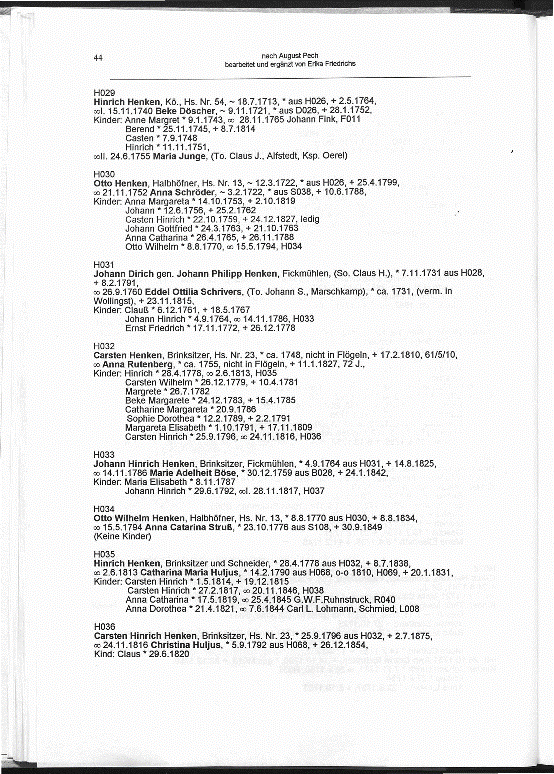 44
nach August Pech
bearbeitet und ergänzt von Erika Friedrichs
H029
Hinrich Henken, Kö., Hs. Nr. 54, ~ 18.7.1713, * aus H026, + 2.5.1764,
∞I. 15.11.1740 Beke Döscher, ~ 9.11.1721, * aus D026, + 28.1.1752,
Kinder: Anne Margret * 9.1.1743, ∞ 28.11.1765 Johann Fink, F011
Berend * 25.11.1745, + 8.7.1814
Casten * 7.9.1748
Hinrich * 11.11.1751,
∞II. 24.6.1755 Maria Junge, (To. Claus J., Alfstedt, Ksp. Oerel)
H030
Otto Henken, Halbhöfner, Hs. Nr. 13, ~ 12.3.1722, * aus H026, + 25.4.1799,
∞ 21.11.1752 Anna Schröder, ~ 3.2.1722, * aus S038, + 10.6.1788,
Kinder: Anna Margareta * 14.10.1753, + 2.10.1819
Johann * 12.6.1756, + 25.2.1762
Casten Hinrich * 22.10.1759, + 24.12.1827, ledig
Johann Gottfried * 24.3.1763, + 21.10.1763
Anna Catharina * 26.4.1765, + 26.11.1788
Otto Wilhelm * 8.8.1770, ∞ 15.5.1794, H034
H031
Johann Dirich gen. Johann Philipp Henken, Fickmühlen, (So. Claus H.), * 7.11.1731 aus H028,
+ 8.2.1791,
∞ 26.9.1760 Eddel Ottilia Schrivers, (To. Johann S., Marschkamp), * ca. 1731, (verm. in
Wollingst), + 23.11.1815,
Kinder: Clauß * 6.12.1761, + 18.5.1767
Johann Hinrich * 4.9.1764, ∞ 14.11.1786, H033
Ernst Friedrich * 17.11.1772, + 26.12.1778
H032
Carsten Henken, Brinksitzer, Hs. Nr. 23, * ca. 1748, nicht in Flögeln, + 17.2.1810, 61/5/10,
∞ Anna Rutenberg, * ca. 1755, nicht in Flögeln, + 11.1.1827, 72 J.,
Kinder: Hinrich * 28.4.1778, ∞ 2.6.1813, H035
Carsten Wilhelm * 26.12.1779, + 10.4.1781
Margrete * 26.7.1782
Beke Margarete * 24.12.1783, + 15.4.1785
Catharine Margareta * 20.9.1786
Sophie Dorothea * 12.2.1789, + 2.2.1791
Margareta Elisabeth * 1.10.1791, + 17.11.1809
Carsten Hinrich * 25.9.1796, ∞ 24.11.1816, H036
H033
Johann Hinrich Henken, Brinksitzer, Fickmühlen, * 4.9.1764 aus H031, + 14.8.1825,
∞ 14.11.1786 Marie Adelheit Böse, * 30.12.1759 aus B028, + 24.1.1842,
Kinder: Maria Elisabeth * 8.11.1787
Johann Hinrich * 29.6.1792, ∞I. 28.11.1817, H037
H034
Otto Wilhelm Henken, Halbhöfner, Hs. Nr. 13, * 8.8.1770 aus H030, + 8.8.1834,
∞ 15.5.1794 Anna Catarina Struß, * 23.10.1776 aus S108, + 30.9.1849
(Keine Kinder)
H035
Hinrich Henken, Brinksitzer und Schneider, * 28.4.1778 aus H032, + 8.7.1838,
∞ 2.6.1813 Catharina Maria Huljus, * 14.2.1790 aus H068, o-o 1810, H069, + 20.1.1831,
Kinder: Carsten Hinrich * 1.5.1814, + 19.12.1815
Carsten Hinrich * 27.2.1817, ∞ 20.11.1846, H038
Anna Catharina * 17.5.1819, ∞ 25.4.1845 G.W.F.Ruhnstruck, R040
Anna Dorothea * 21.4.1821, ∞ 7.6.1844 Carl L. Lohmann, Schmied, L008
H036
Carsten Hinrich Henken, Brinksitzer, Hs. Nr. 23, * 25.9.1796 aus H032, + 2.7.1875,
∞ 24.11.1816 Christina Huljus, * 5.9.1792 aus H068, + 26.12.1854,
Kind: Claus * 29.6.1820